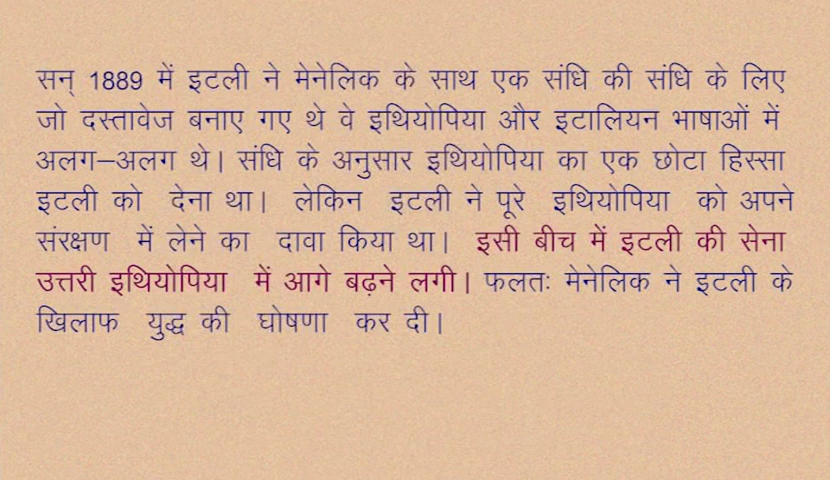 सन् 1889 में इटली ने मेनेलिक के साथ एक संधि की संधि के लिए
जो दस्तावेज बनाए गए थे वे इथियोपिया और इटालियन भाषाओं में
अलग–अलग थे। संधि के अनुसार इथियोपिया का एक छोटा हिस्सा
इटली को देना था। लेकिन इटली ने पूरे इथियोपिया को अपने
संरक्षण में लेने का दावा किया था। इसी बीच में इटली की सेना
उत्तरी इथियोपिया में आगे बढ़ने लगी। फलतः मेनेलिक ने इटली के
खिलाफ युद्ध की घोषणा कर दी।